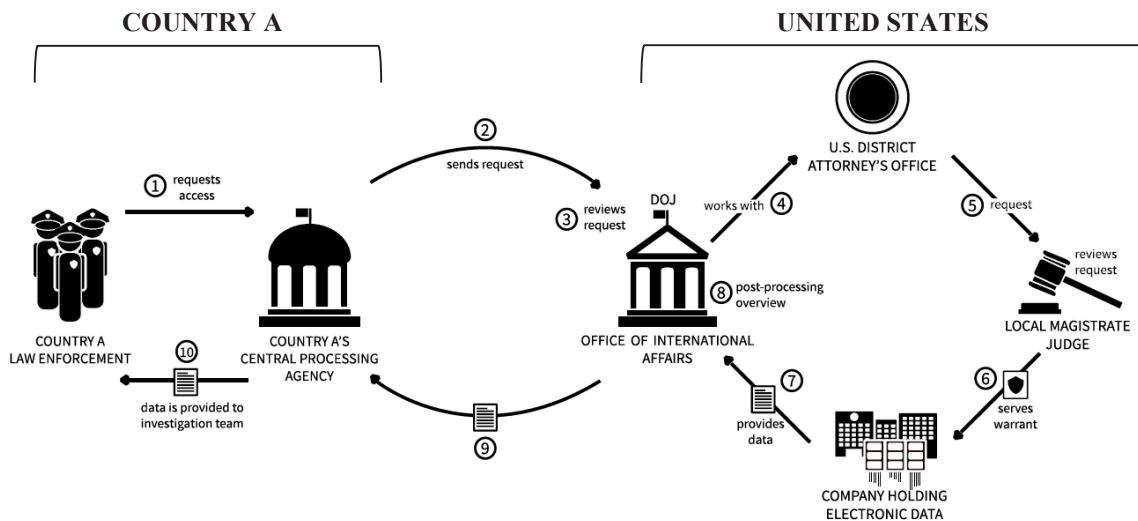 COUNTRY A
UNITED STATES
1 requests
access
2
sends request
3 reviews
request
DOJ
works with 4
U.S. DISTRICT
ATTORNEY'S OFFICE
5 request
reviews
request
8 post-processing
overview
COUNTRY A
LAW ENFORCEMENT
COUNTRY A'S
CENTRAL PROCESSING
AGENCY
OFFICE OF INTERNATIONAL
AFFAIRS
LOCAL MAGISTRATE
JUDGE
6
serves
warrant
7
provides
data
9
10
data is provided to
investigation team
COMPANY HOLDING
ELECTRONIC DATA